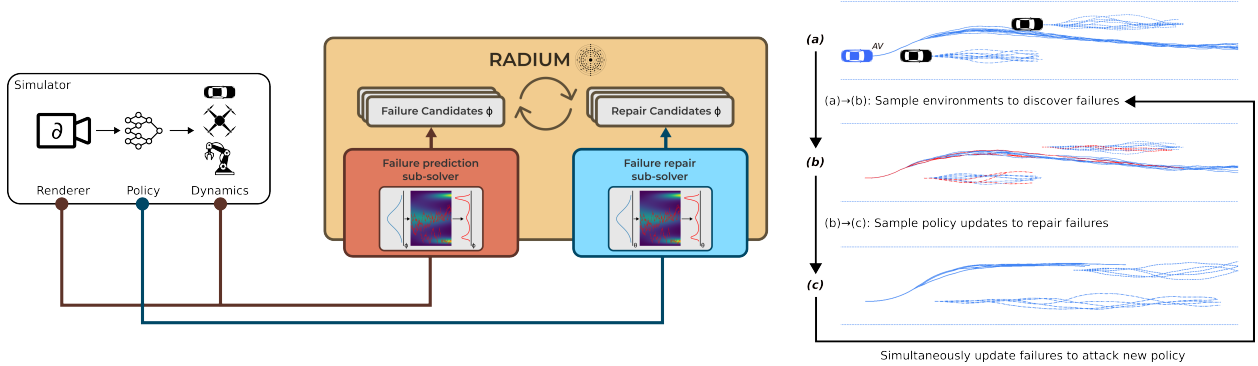 Simulator
∂
Renderer
Policy
Dynamics
RADIUM
Failure Candidates ϕ
Repair Candidates ϕ
Failure prediction
sub-solver
ϕ
ϕ
Failure repair
sub-solver
θ
θ
(a)
AV
(a)→(b): Sample environments to discover failures
(b)
(b)→(c): Sample policy updates to repair failures
(c)
Simultaneously update failures to attack new policy